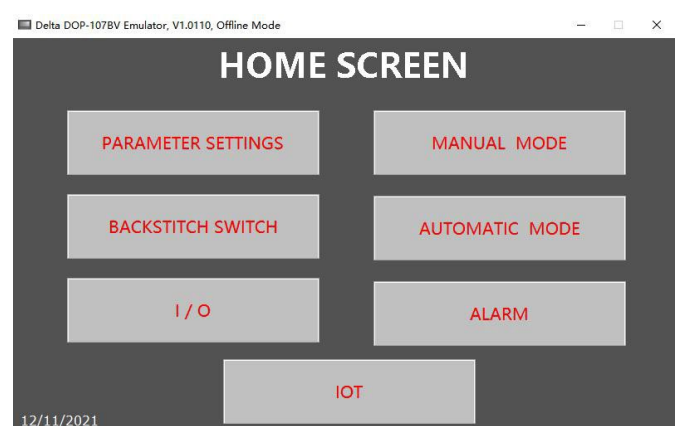 Delta DOP-107BV Emulator, V1.0110, Offline Mode
HOME SCREEN
PARAMETER SETTINGS
MANUAL MODE
BACKSTITCH SWITCH
AUTOMATIC MODE
I / O
ALARM
IOT
12/11/2021